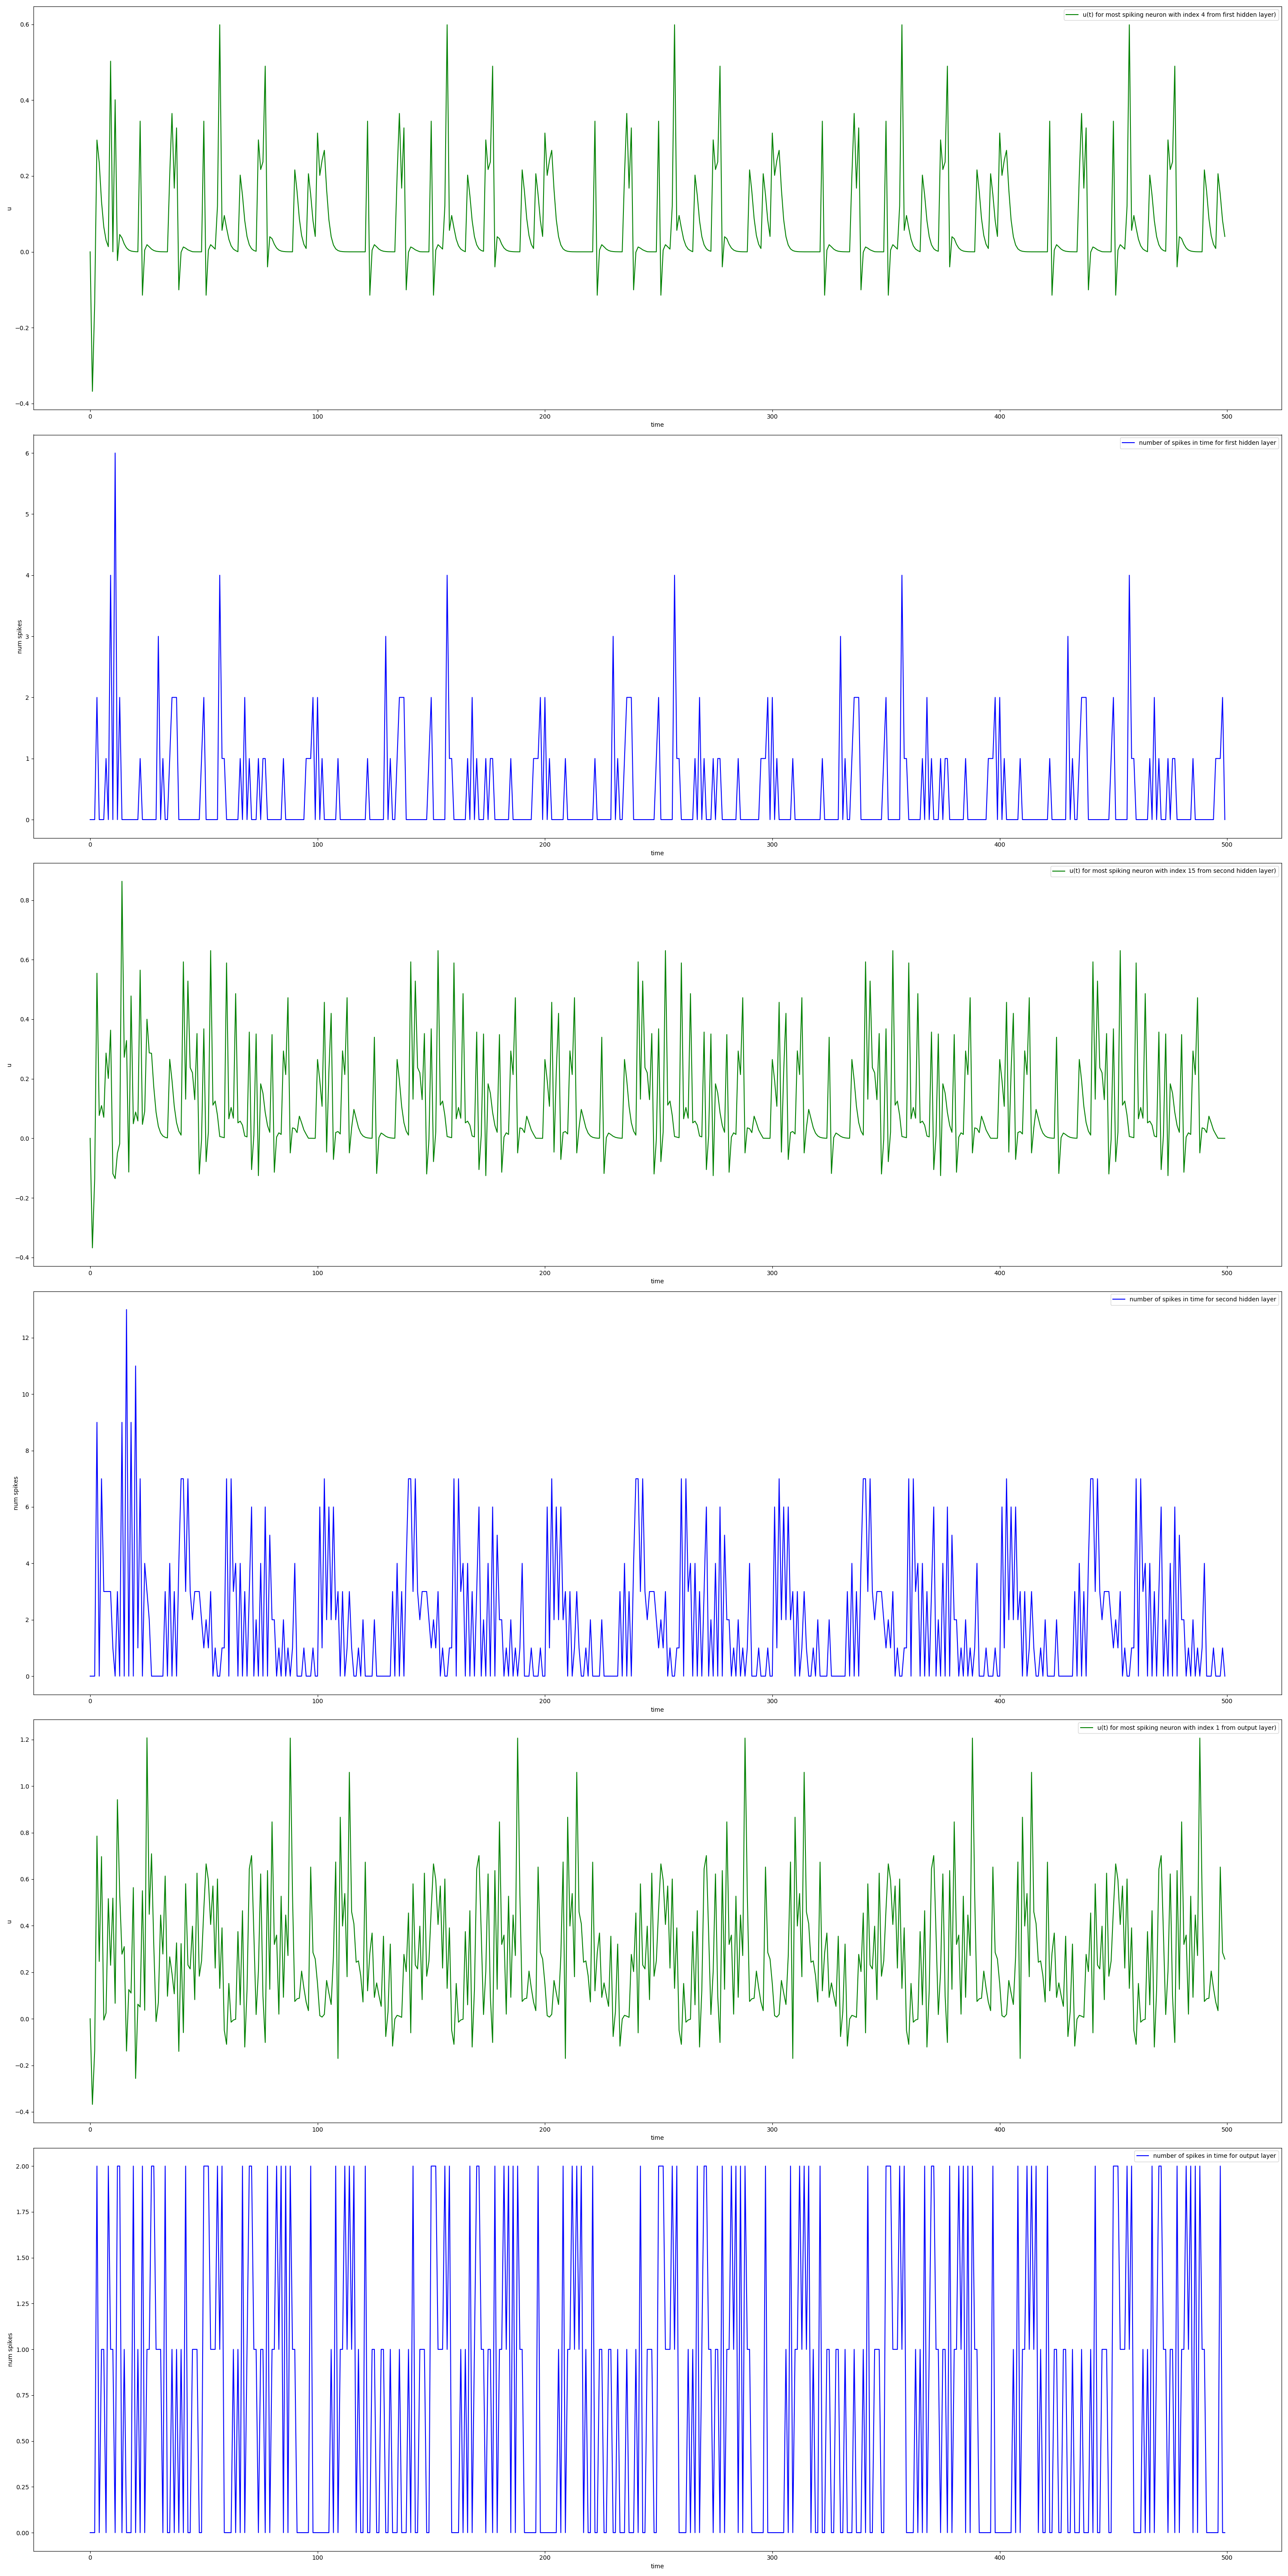 u(t) for most spiking neuron with index 4 from first hidden layer)
0.6
0.4
0.2
0.0
−0.2
−0.4
u
0 100 200 300 400 500
time
number of spikes in time for first hidden layer
6
5
4
3
2
1
0
num spikes
0 100 200 300 400 500
time
u(t) for most spiking neuron with index 15 from second hidden layer)
0.8
0.6
0.4
0.2
0.0
−0.2
−0.4
u
0 100 200 300 400 500
time
number of spikes in time for second hidden layer
12
10
8
6
4
2
0
num spikes
0 100 200 300 400 500
time
u(t) for most spiking neuron with index 1 from output layer)
1.2
1.0
0.8
0.6
0.4
0.2
0.0
−0.2
−0.4
u
0 100 200 300 400 500
time
number of spikes in time for output layer
2.00
1.75
1.50
1.25
1.00
0.75
0.50
0.25
0.00
num spikes
0 100 200 300 400 500
time